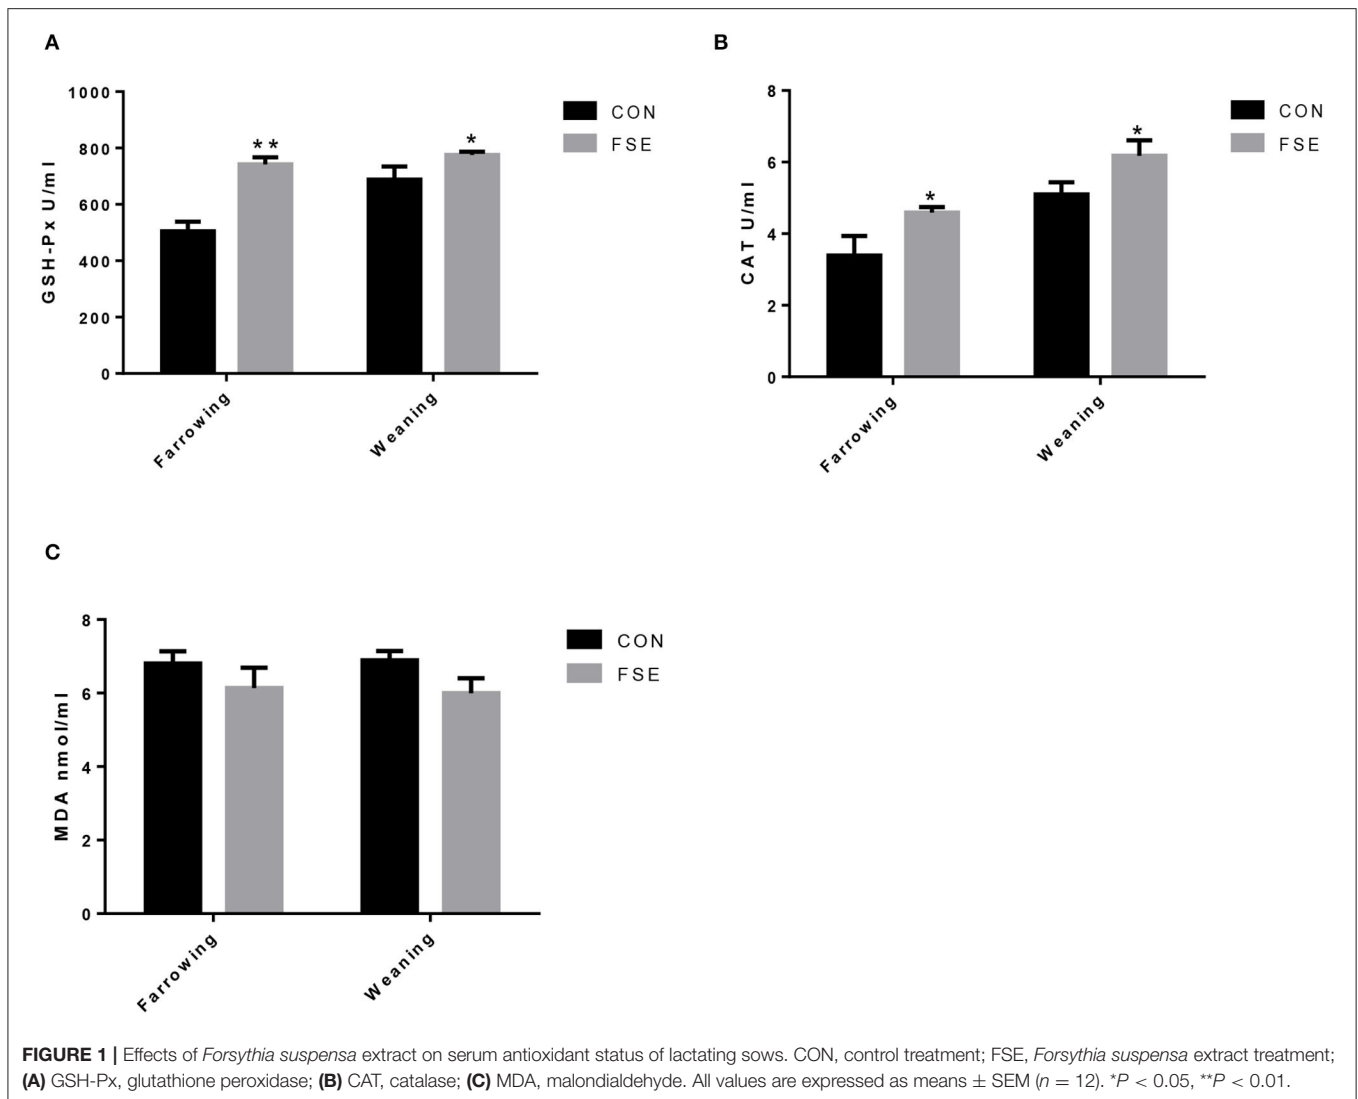 A
GSH-Px U/ml
1000
800
600
400
200
0
**
*
CON
FSE
Farrowing
Weaning
B
CAT U/ml
8
6
4
2
0
*
*
CON
FSE
Farrowing
Weaning
C
MDA nmol/ml
8
6
4
2
0
CON
FSE
Farrowing
Weaning
FIGURE 1 | Effects of Forsythia suspensa extract on serum antioxidant status of lactating sows. CON, control treatment; FSE, Forsythia suspensa extract treatment;
(A) GSH-Px, glutathione peroxidase; (B) CAT, catalase; (C) MDA, malondialdehyde. All values are expressed as means ± SEM (n = 12). *P < 0.05, **P < 0.01.